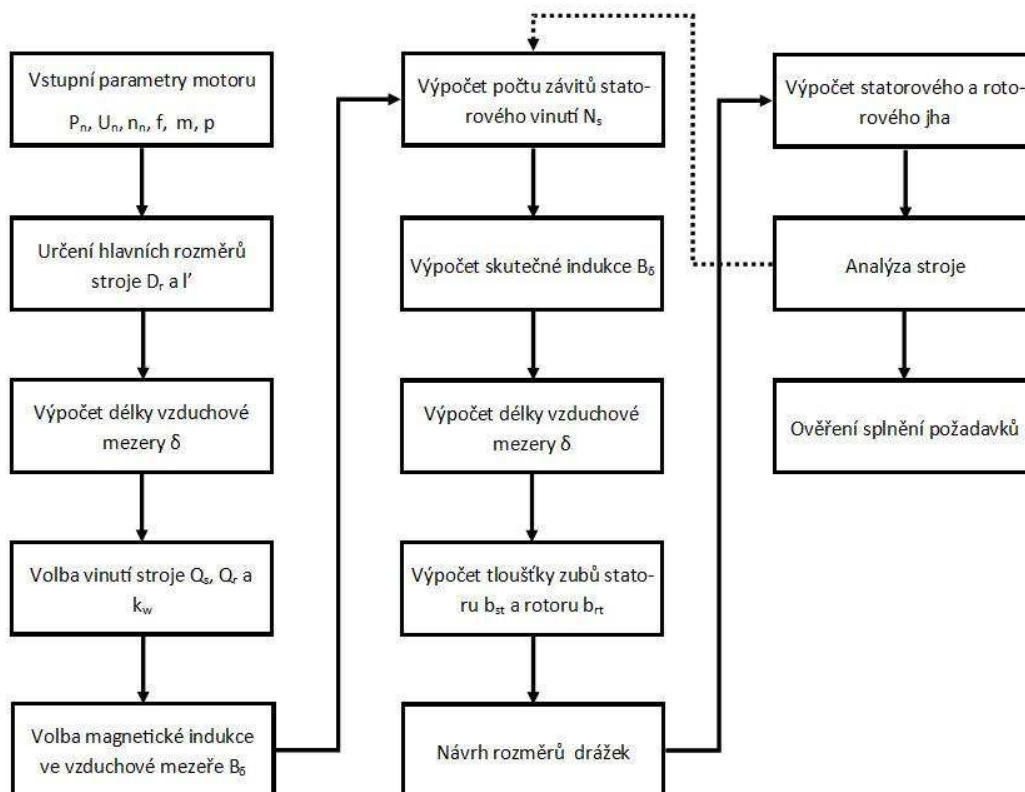 Vstupní parametry motoru
Pₙ, Uₙ, nₙ, f, m, p
Určení hlavních rozměrů
stroje Dᵣ a l’
Výpočet délky vzduchové
mezery δ
Volba vinutí stroje Qₛ, Qᵣ a
k_w
Volba magnetické indukce
ve vzduchové mezeře B_δ
Výpočet počtu závitů stato-
rového vinutí Nₛ
Výpočet skutečné indukce B_δ
Výpočet délky vzduchové
mezery δ
Výpočet tloušťky zubů stato-
ru bₛₜ a rotoru bᵣₜ
Návrh rozměrů drážek
Výpočet statorového a roto-
rového jha
Analýza stroje
Ověření splnění požadavků